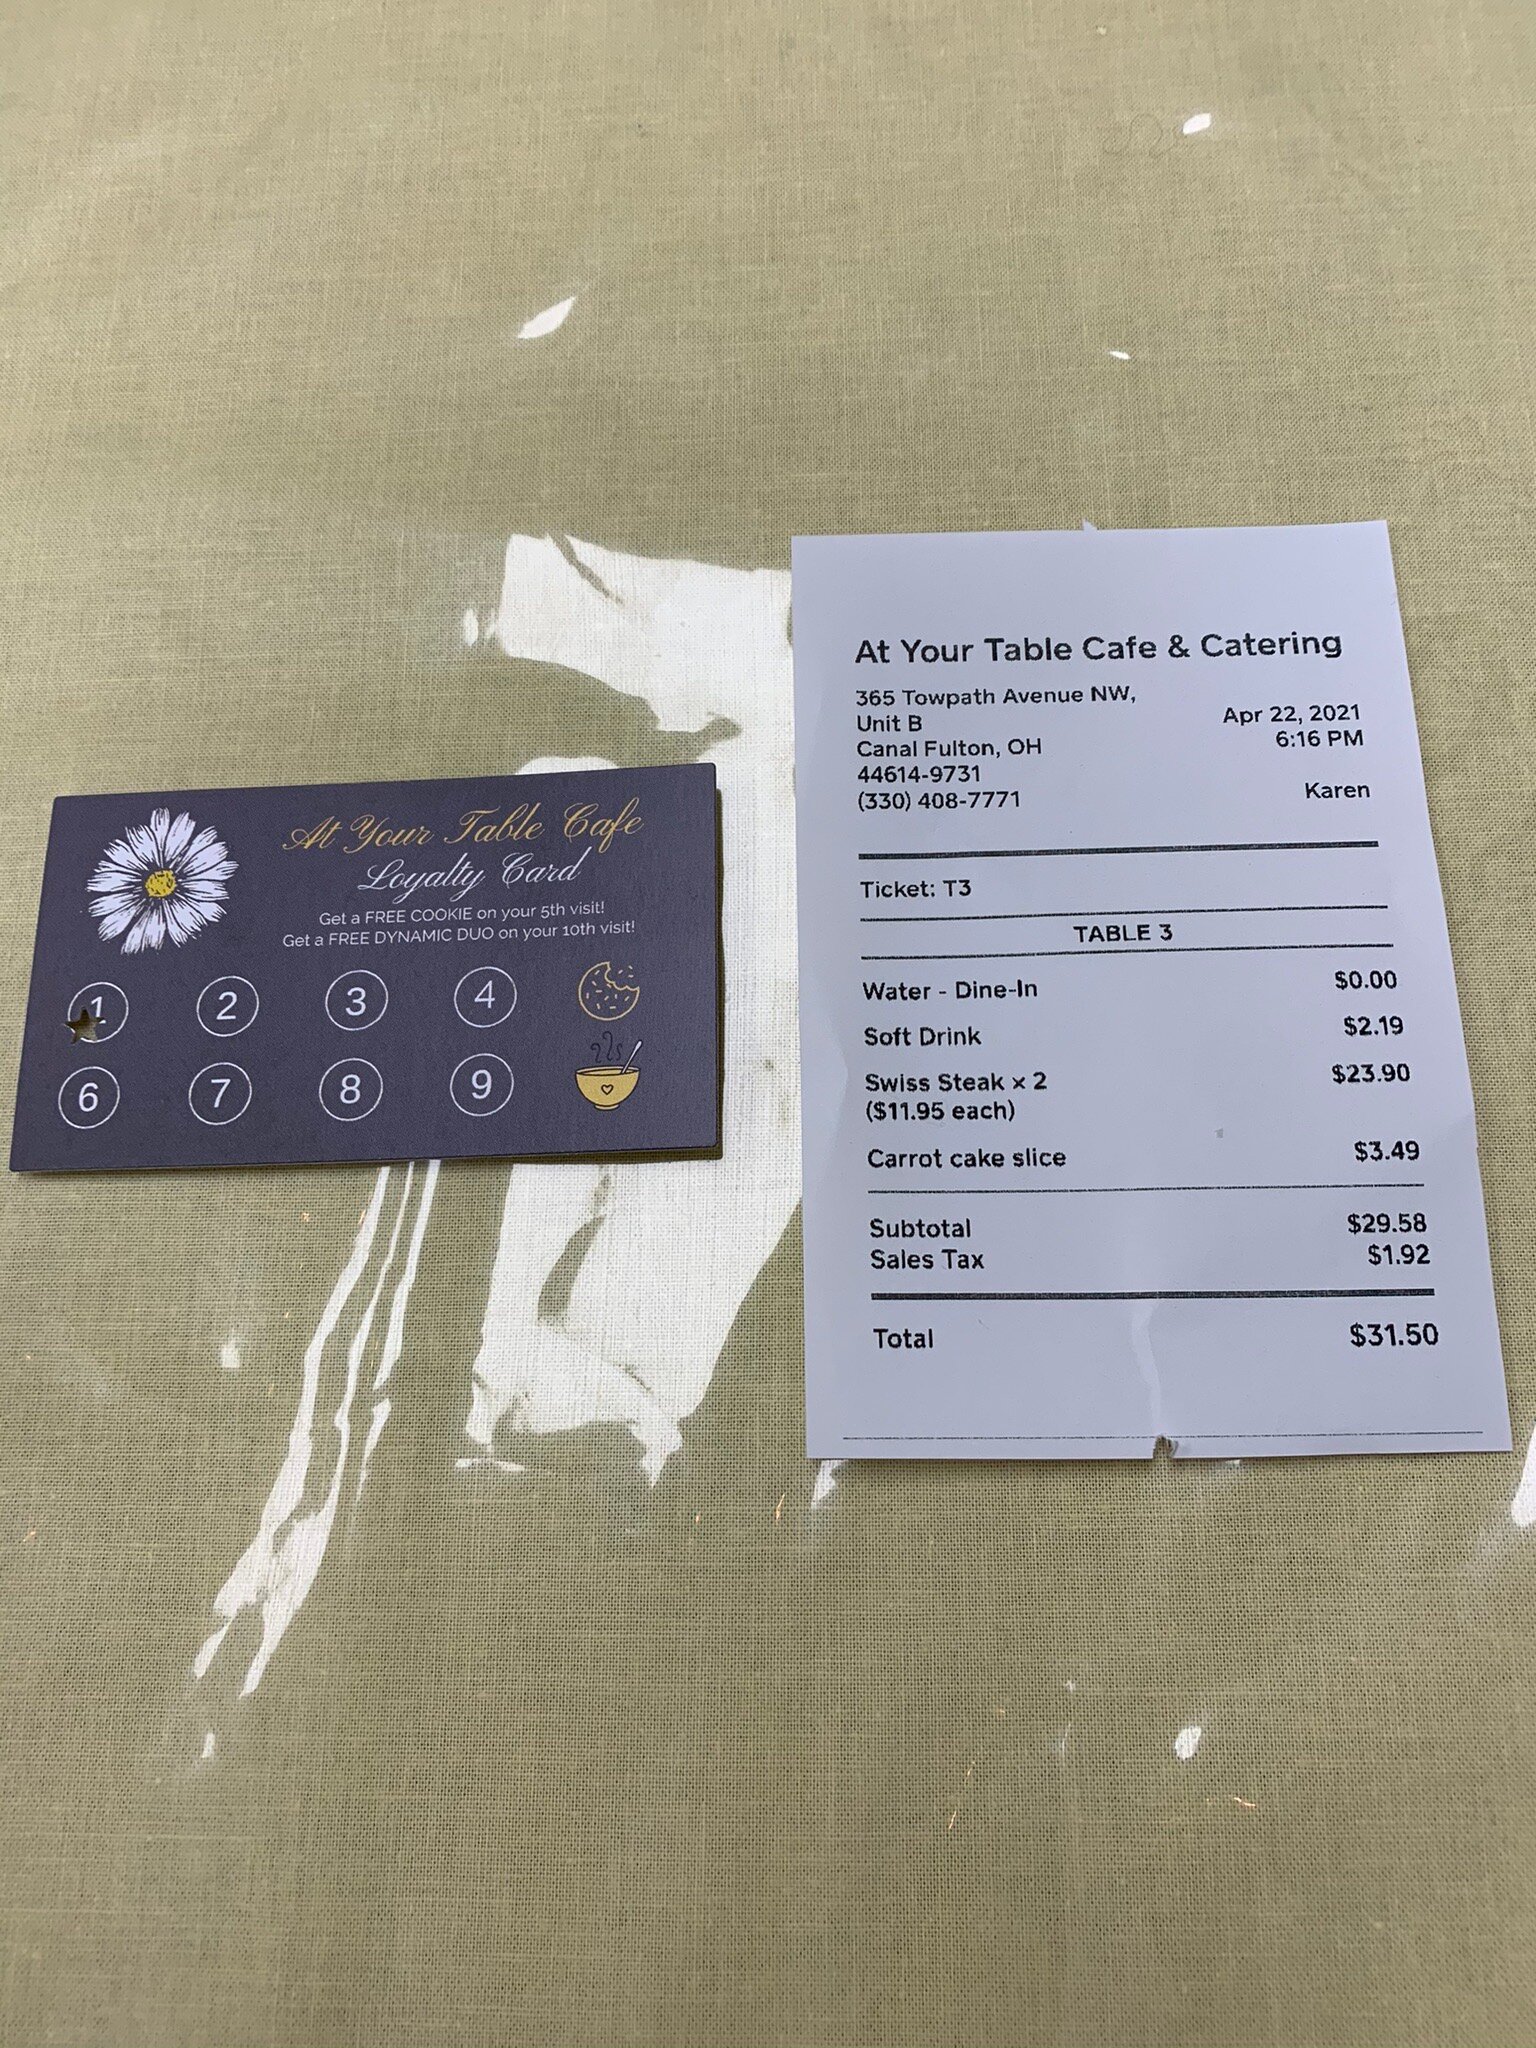 At Your Table Cafe
Loyalty Card
Get a FREE COOKIE on your 5th visit!
Get a FREE DYNAMIC DUO on your 10th visit!
1 2 3 4
6 7 8 9
At Your Table Cafe & Catering
365 Towpath Avenue NW,
Unit B
Canal Fulton, OH
44614-9731
(330) 408-7771
Apr 22, 2021
6:16 PM
Karen
Ticket: T3
TABLE 3
Water - Dine-In $0.00
Soft Drink $2.19
Swiss Steak x 2 $23.90
($11.95 each)
Carrot cake slice $3.49
Subtotal $29.58
Sales Tax $1.92
Total $31.50